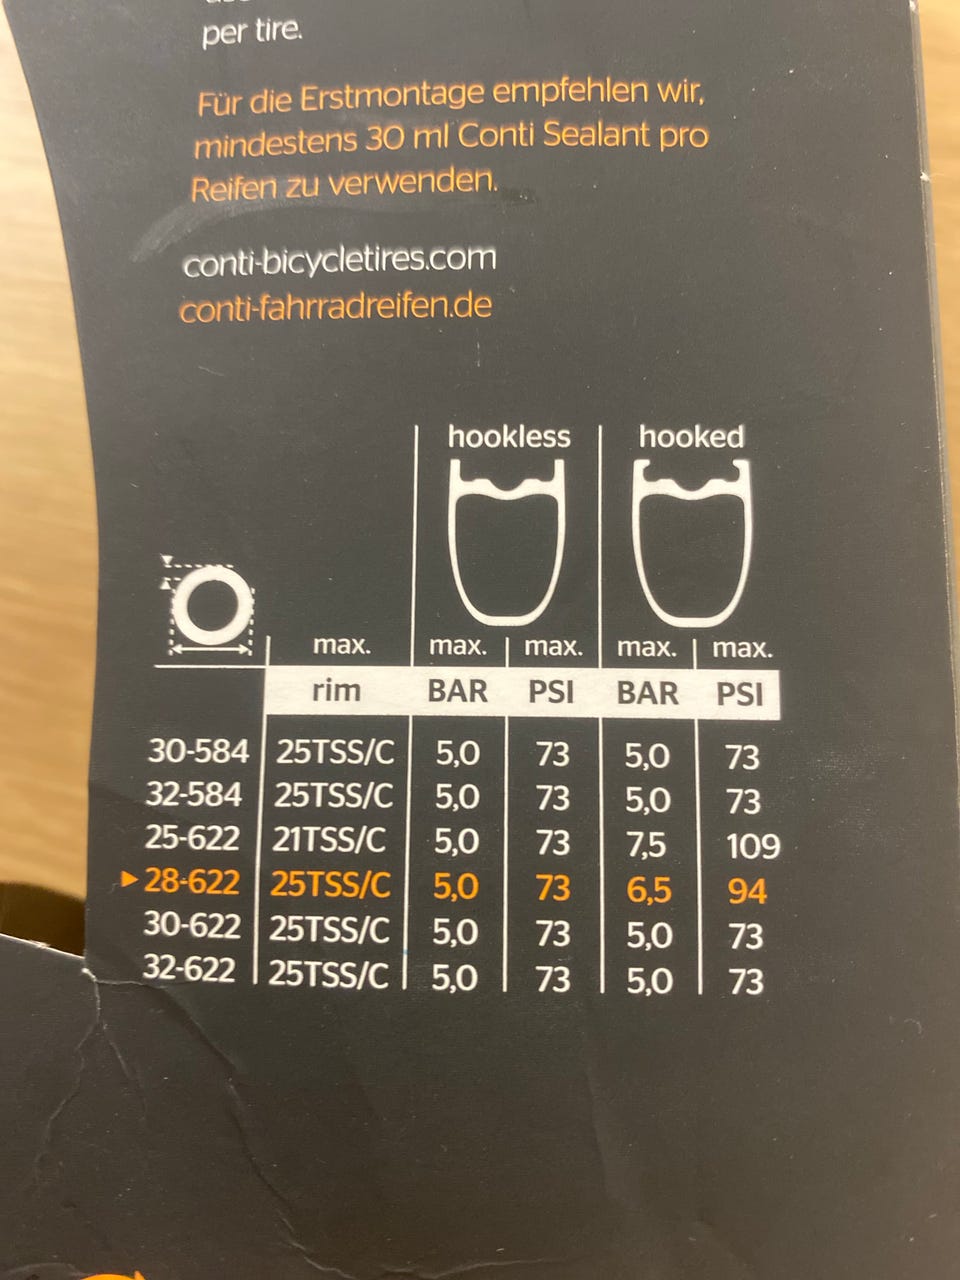 per tire.
Für die Erstmontage empfehlen wir,
mindestens 30 ml Conti Sealant pro
Reifen zu verwenden.
conti-bicycletires.com
conti-fahrradreifen.de
hookless hooked
max. max. max. max. max.
rim BAR PSI BAR PSI
30-584 25TSS/C 5,0 73 5,0 73
32-584 25TSS/C 5,0 73 5,0 73
25-622 21TSS/C 5,0 73 7,5 109
▶ 28-622 25TSS/C 5,0 73 6,5 94
30-622 25TSS/C 5,0 73 5,0 73
32-622 25TSS/C 5,0 73 5,0 73